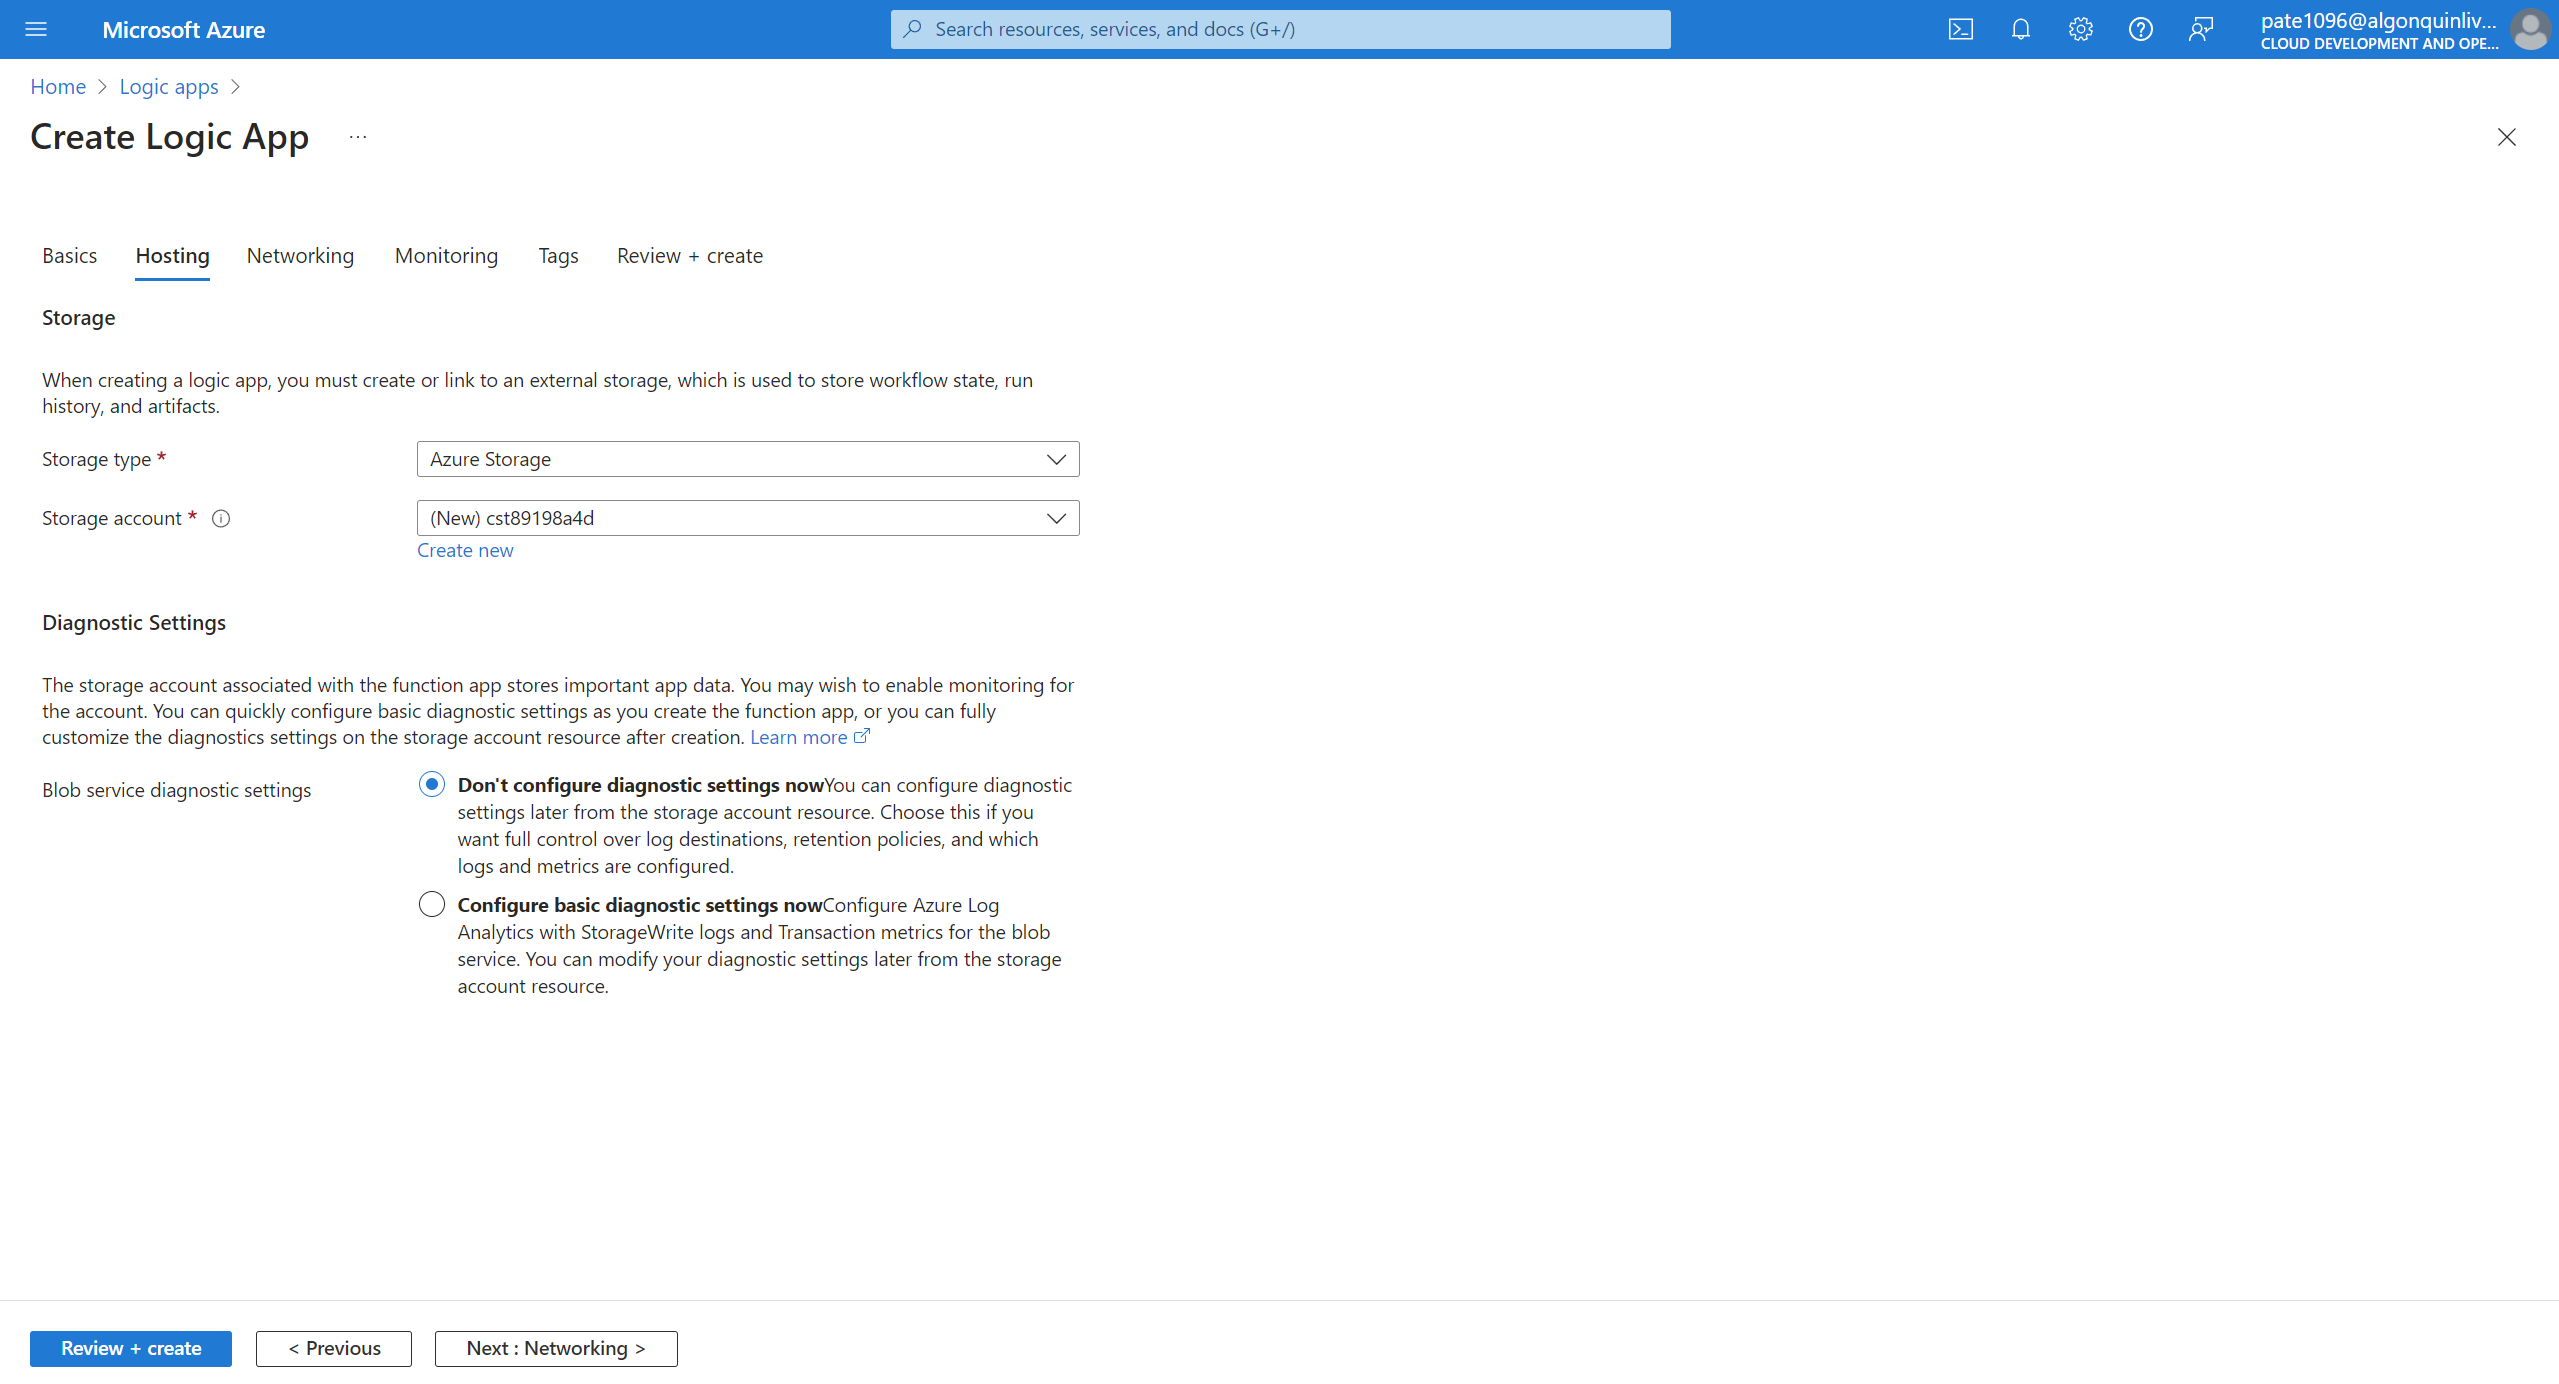 Microsoft Azure
Search resources, services, and docs (G+/)
pate1096@algonquinliv...
CLOUD DEVELOPMENT AND OPE...
Home > Logic apps >
Create Logic App ...
Basics Hosting Networking Monitoring Tags Review + create
Storage
When creating a logic app, you must create or link to an external storage, which is used to store workflow state, run
history, and artifacts.
Storage type * Azure Storage
Storage account * (New) cst89198a4d
Create new
Diagnostic Settings
The storage account associated with the function app stores important app data. You may wish to enable monitoring for
the account. You can quickly configure basic diagnostic settings as you create the function app, or you can fully
customize the diagnostics settings on the storage account resource after creation. Learn more
Blob service diagnostic settings
Don't configure diagnostic settings nowYou can configure diagnostic
settings later from the storage account resource. Choose this if you
want full control over log destinations, retention policies, and which
logs and metrics are configured.
Configure basic diagnostic settings nowConfigure Azure Log
Analytics with StorageWrite logs and Transaction metrics for the blob
service. You can modify your diagnostic settings later from the storage
account resource.
Review + create < Previous Next : Networking >